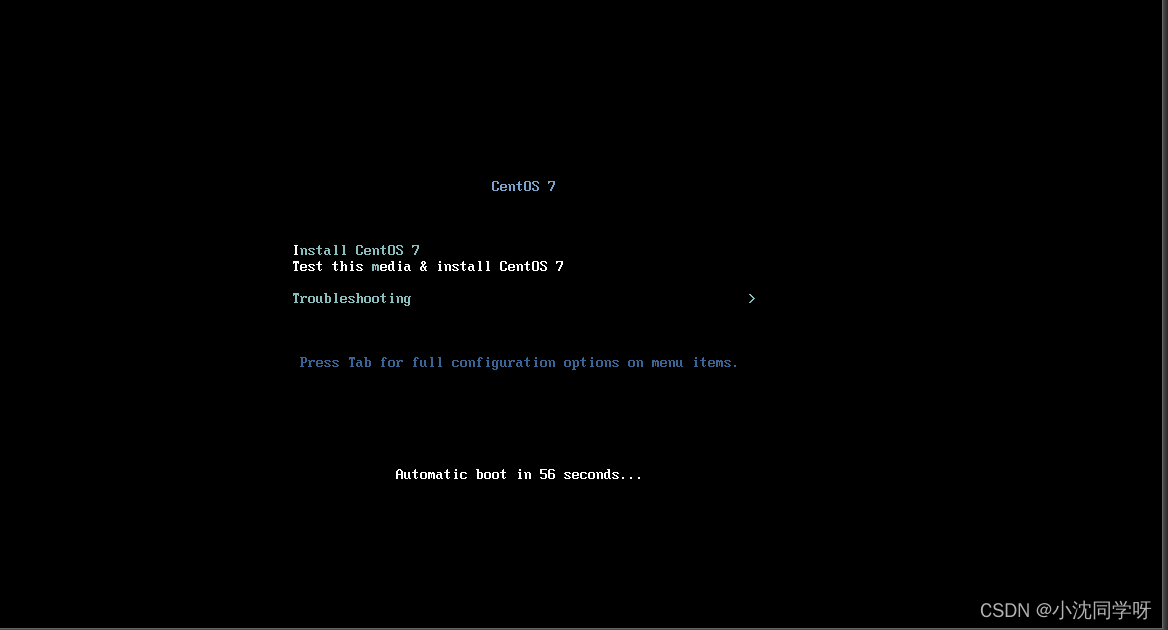 CentOS 7
Install CentOS 7
Test this media & install CentOS 7
Troubleshooting >
Press Tab for full configuration options on menu items.
Automatic boot in 56 seconds...
CSDN @小沈同学呀